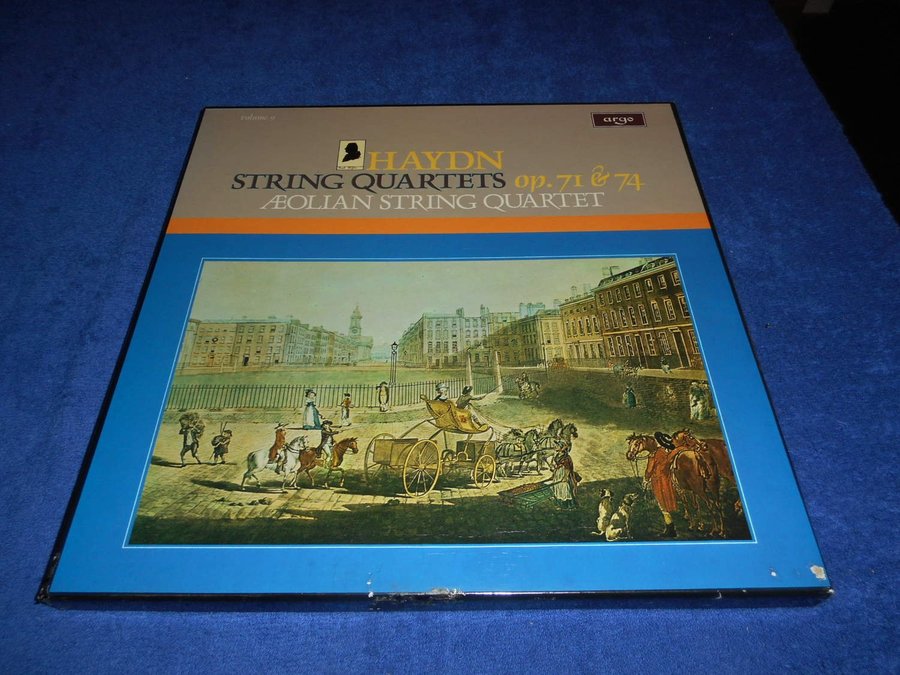 volume 9
argo
HAYDN
STRING QUARTETS op. 71 & 74
ÆOLIAN STRING QUARTET